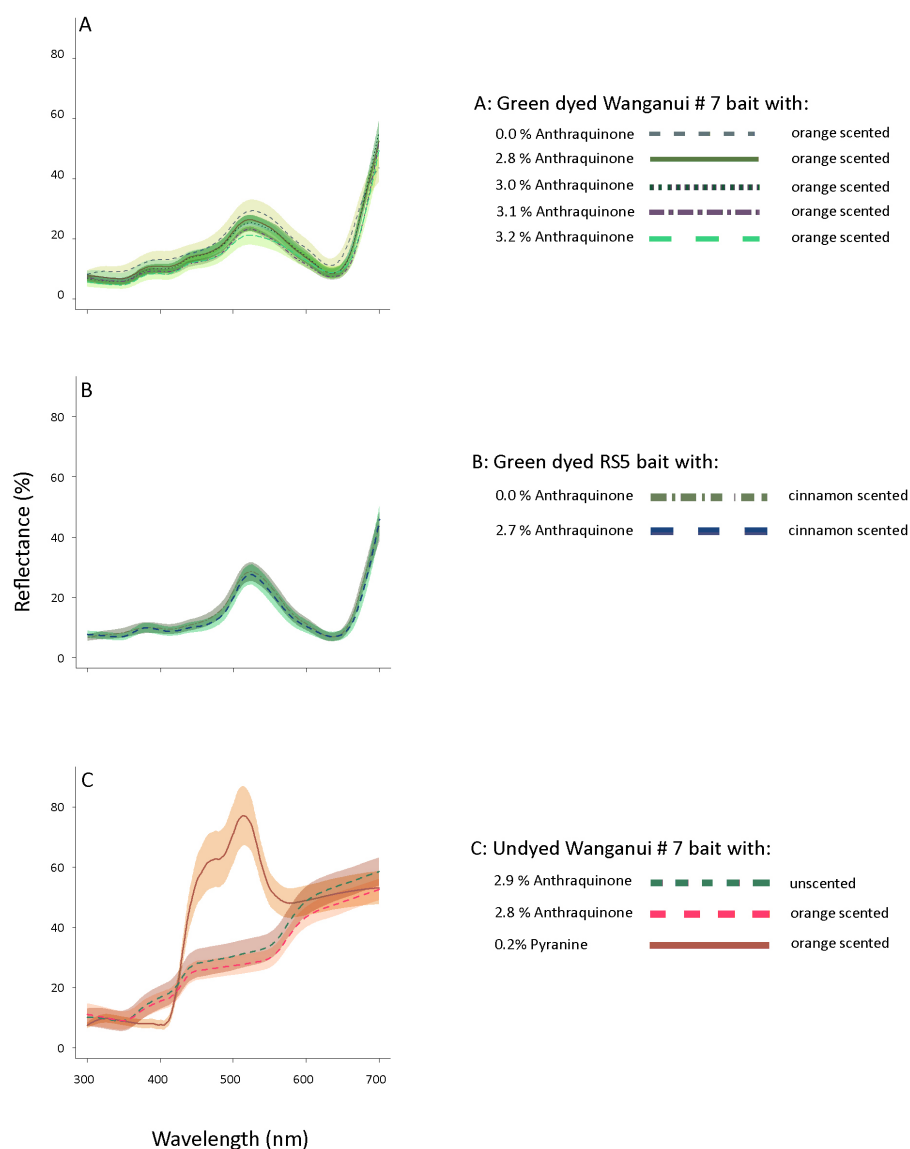 A
80
60
40
20
0
A: Green dyed Wanganui # 7 bait with:
0.0 % Anthraquinone orange scented
2.8 % Anthraquinone orange scented
3.0 % Anthraquinone orange scented
3.1 % Anthraquinone orange scented
3.2 % Anthraquinone orange scented
B
80
60
40
20
0
Reflectance (%)
B: Green dyed RS5 bait with:
0.0 % Anthraquinone cinnamon scented
2.7 % Anthraquinone cinnamon scented
C
80
60
40
20
0
300 400 500 600 700
Wavelength (nm)
C: Undyed Wanganui # 7 bait with:
2.9 % Anthraquinone unscented
2.8 % Anthraquinone orange scented
0.2% Pyranine orange scented